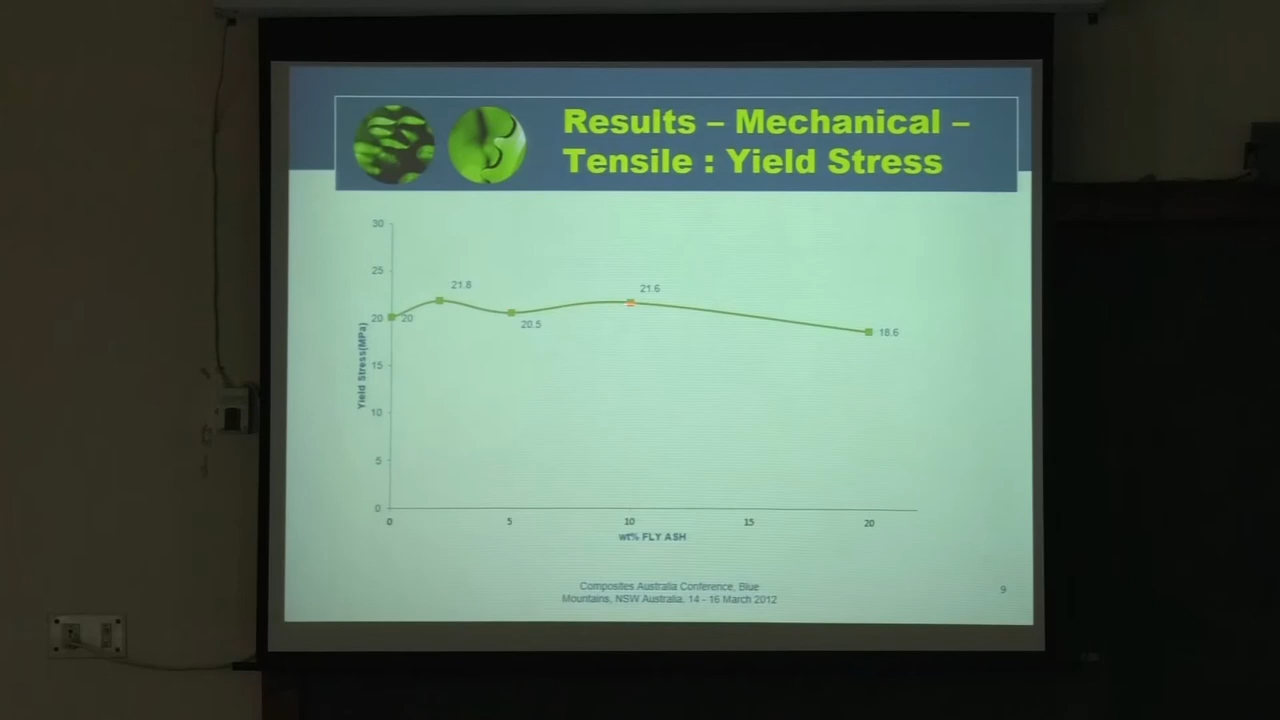 Results – Mechanical –
Tensile : Yield Stress
30
25
21.8
21.6
20
20
20.5
18.6
Yield Stress(MPa)
15
10
5
0
0 5 10 15 20
wt% FLY ASH
Composites Australia Conference, Blue
Mountains, NSW Australia, 14 - 16 March 2012
9